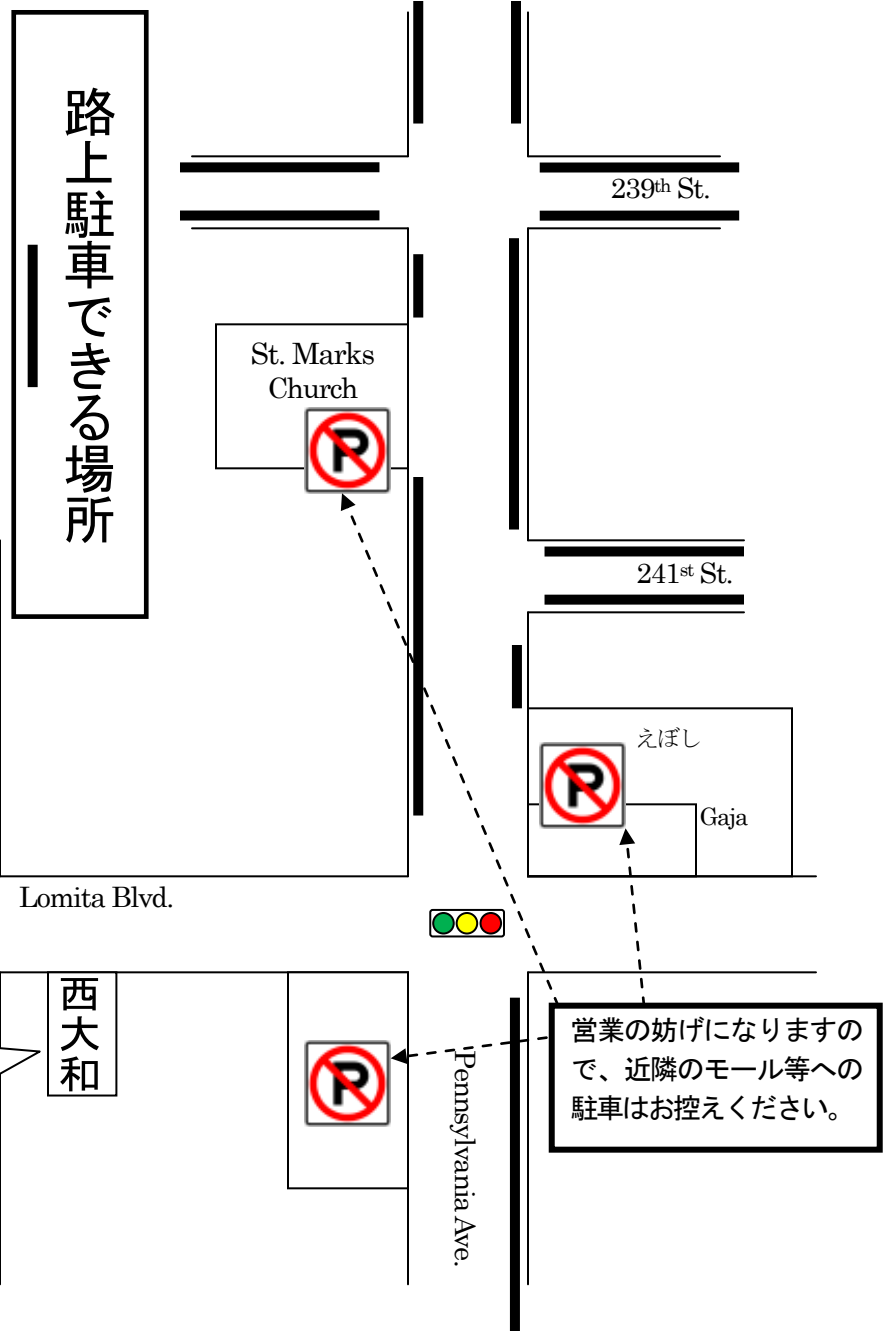 路上駐車できる場所
239th St.
St. Marks
Church
P
241st St.
えぼし
P
Gaja
Lomita Blvd.
西大和
P
Pennsylvania Ave.
営業の妨げになりますの
で、近隣のモール等への
駐車はお控えください。